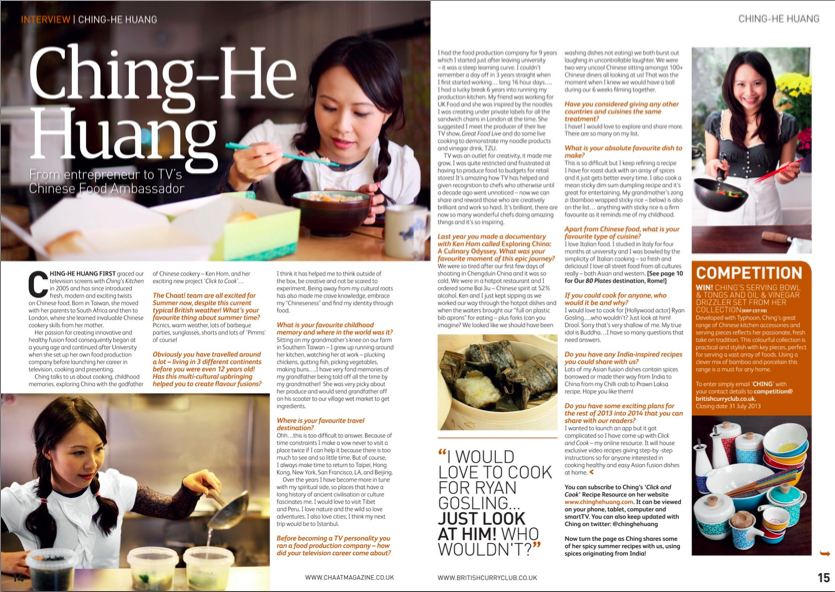 INTERVIEW | CHING-HE HUANG
Ching-He
Huang
From entrepreneur to TV's
Chinese Food Ambassador
CHING-HE HUANG FIRST graced our
television screens with Ching's Kitchen
in 2005 and has since introduced
fresh, modern and exciting twists
on Chinese food. Born in Taiwan, she moved
with her parents to South Africa and then to
London, where she learned invaluable Chinese
cookery skills from her mother.
Her passion for creating innovative and
healthy fusion food consequently began at
a young age and continued after University
when she set up her own food production
company before launching her career in
television, cooking and presenting.
Ching talks to us about cooking, childhood
memories, exploring China with the godfather
of Chinese cookery – Ken Hom, and her
exciting new project 'Click to Cook'...
The Chaat! team are all excited for
Summer now, despite this current
typical British weather! What's your
favourite thing about summer time?
Picnics, warm weather, lots of barbeque
parties, sunglasses, shorts and lots of 'Pimms'
of course!
Obviously you have travelled around
a lot – living in 3 different continents
before you were even 12 years old!
Has this multi-cultural upbringing
helped you to create flavour fusions?
I think it has helped me to think outside of
the box, be creative and not be scared to
experiment. Being away from my cultural roots
has also made me crave knowledge, embrace
my "Chineseness" and find my identity through
food.
What is your favourite childhood
memory and where in the world was it?
Sitting on my grandmother's knee on our farm
in Southern Taiwan – I grew up running around
her kitchen, watching her at work – plucking
chickens, gutting fish, picking vegetables,
making buns.....I have very fond memories of
my grandfather being told off all the time by
my grandmother! She was very picky about
her produce and would send grandfather off
on his scooter to our village wet market to get
ingredients.
Where is your favourite travel
destination?
Ohh...this is too difficult to answer. Because of
time constraints I make a vow never to visit a
place twice if I can help it because there is too
much to see and so little time. But of course,
I always make time to return to Taipei, Hong
Kong, New York, San Francisco, LA, and Beijing.
Over the years I have become more in tune
with my spiritual side, so places that have a
long history of ancient civilisation or culture
fascinates me. I would love to visit Tibet
and Peru. I love nature and the wild so love
adventures. I also love cities; I think my next
trip would be to Istanbul.
Before becoming a TV personality you
ran a food production company – how
did your television career come about?
14
WWW.CHAATMAGAZINE.CO.UK
CHING-HE HUANG
I had the food production company for 9 years
which I started just after leaving university
– it was a steep learning curve. I couldn't
remember a day off in 3 years straight when
I first started working.... long 16 hour days....
I had a lucky break 6 years into running my
production kitchen. My friend was working for
UK Food and she was inspired by the noodles
I was creating under private labels for all the
sandwich chains in London at the time. She
suggested I meet the producer of their her
TV show, Great Food Live and do some live
cooking to demonstrate my noodle products
and vinegar drink, TZU.
TV was an outlet for creativity, it made me
grow, I was quite restricted and frustrated at
having to produce food to budgets for retail
stores! It's amazing how TV has helped and
given recognition to chefs who otherwise until
a decade ago went unnoticed – now we can
share and reward those who are creatively
brilliant and work so hard. It's brilliant, there are
now so many wonderful chefs doing amazing
things and it's so inspiring.
Last year you made a documentary
with Ken Hom called Exploring China:
A Culinary Odyssey. What was your
favourite moment of this epic journey?
We were so tired after our first few days of
shooting in Chengdu in China and it was so
cold. We were in a hotpot restaurant and I
ordered some Bai Jiu – Chinese spirit at 52%
alcohol. Ken and I just kept sipping as we
worked our way through the hotpot dishes and
when the waiters brought our "full on plastic
bib aprons" for eating – plus forks (can you
imagine? We looked like we should have been
"I WOULD
LOVE TO COOK
FOR RYAN
GOSLING...
JUST LOOK
AT HIM! WHO
WOULDN'T?"
washing dishes not eating) we both burst out
laughing in uncontrollable laughter. We were
two very uncool Chinese sitting amongst 100+
Chinese diners all looking at us! That was the
moment when I knew we would have a ball
during our 6 weeks filming together.
Have you considered giving any other
countries and cuisines the same
treatment?
I have! I would love to explore and share more.
There are so many on my list.
What is your absolute favourite dish to
make?
This is so difficult but I keep refining a recipe
I have for roast duck with an array of spices
and it just gets better every time. I also cook a
mean sticky dim sum dumpling recipe and it's
great for entertaining. My grandmother's zong
zi (bamboo wrapped sticky rice – below) is also
on the list... anything with sticky rice is a firm
favourite as it reminds me of my childhood.
Apart from Chinese food, what is your
favourite type of cuisine?
I love Italian food. I studied in Italy for four
months at university and I was bowled by the
simplicity of Italian cooking – so fresh and
delicious! I love all street food from all cultures
really – both Asian and western. [See page 10
for Our 80 Plates destination, Rome!]
If you could cook for anyone, who
would it be and why?
I would love to cook for [Hollywood actor] Ryan
Gosling.....who wouldn't? Just look at him!
Drool. Sorry that's very shallow of me. My true
idol is Buddha....I have so many questions that
need answers.
Do you have any India-inspired recipes
you could share with us?
Lots of my Asian fusion dishes contain spices
borrowed or made their way from India to
China from my Chilli crab to Prawn Laksa
recipe. Hope you like them!
Do you have some exciting plans for
the rest of 2013 into 2014 that you can
share with our readers?
I wanted to launch an app but it got
complicated so I have come up with Click
and Cook – my online resource. It will house
exclusive video recipes giving step-by-step
instructions so for anyone interested in
cooking healthy and easy Asian fusion dishes
at home.
You can subscribe to Ching's 'Click and
Cook' Recipe Resource on her website
www.chinghehuang.com. It can be viewed
on your phone, tablet, computer and
smartTV. You can also keep updated with
Ching on twitter: @chinghehuang
Now turn the page as Ching shares some
of her spicy summer recipes with us, using
spices originating from India!
COMPETITION
WIN! CHING'S SERVING BOWL
& TONGS AND OIL & VINEGAR
DRIZZLER SET FROM HER
COLLECTION
Developed with Typhoon, Ching's great
range of Chinese kitchen accessories and
serving pieces reflects her passionate, fresh
take on tradition. This colourful collection is
practical and stylish with key pieces, perfect
for serving a vast array of foods. Using a
clever mix of bamboo and porcelain this
range is a must for any home.
To enter simply email 'CHING' with
your contact details to competition@
britishcurryclub.co.uk.
Closing date 31 July 2013
WWW.BRITISHCURRYCLUB.CO.UK
15